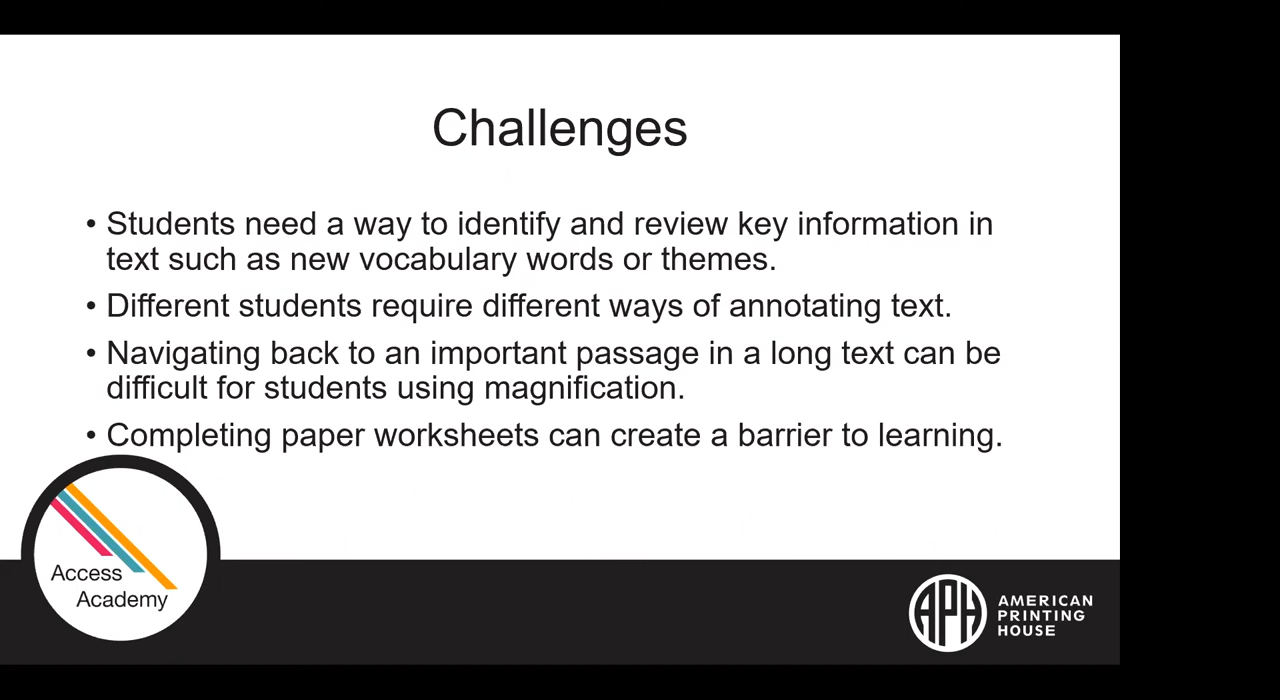 Challenges
• Students need a way to identify and review key information in
text such as new vocabulary words or themes.
• Different students require different ways of annotating text.
• Navigating back to an important passage in a long text can be
difficult for students using magnification.
• Completing paper worksheets can create a barrier to learning.
Access
Academy
APH
AMERICAN
PRINTING
HOUSE